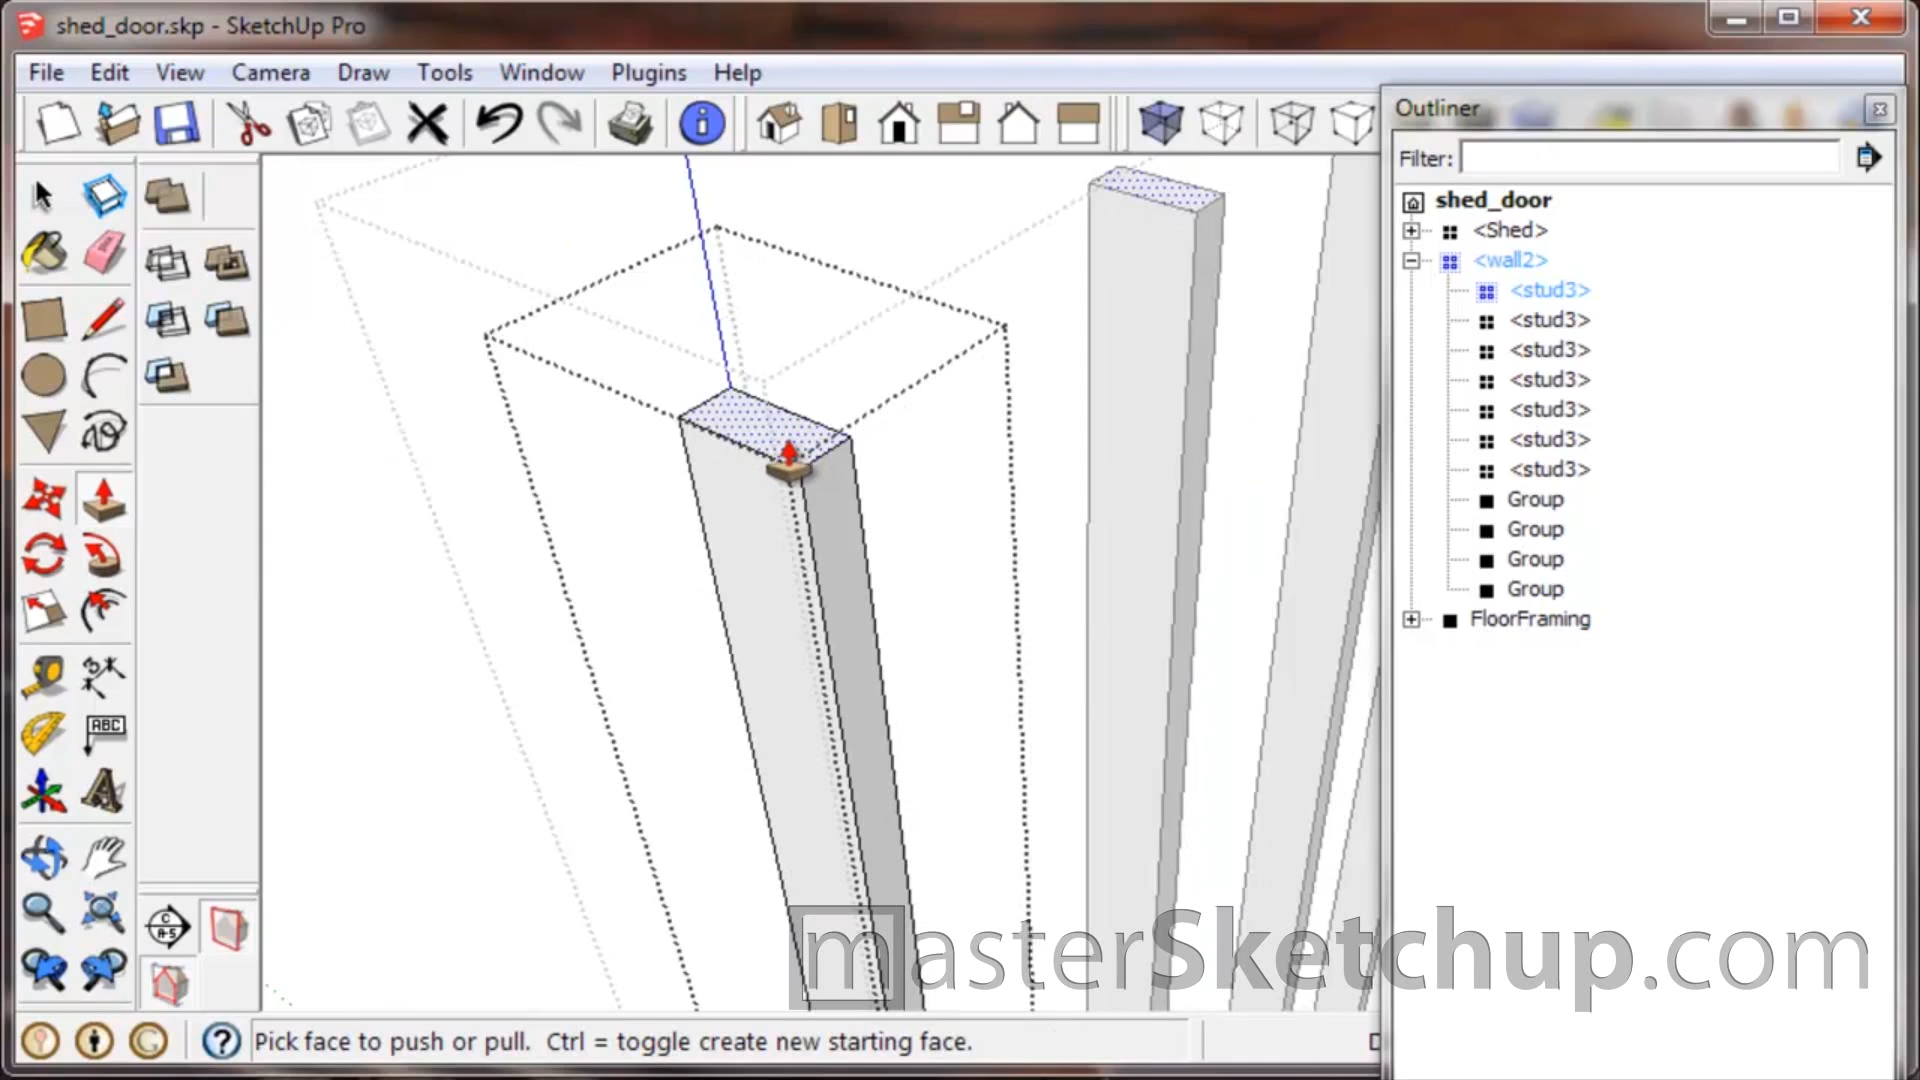 shed_door.skp - SketchUp Pro
File Edit View Camera Draw Tools Window Plugins Help
Outliner
Filter:
shed_door
<Shed>
<wall2>
<stud3>
<stud3>
<stud3>
<stud3>
<stud3>
<stud3>
<stud3>
Group
Group
Group
Group
FloorFraming
ABC
C
A-5
masterSketchup.com
Pick face to push or pull. Ctrl = toggle create new starting face.